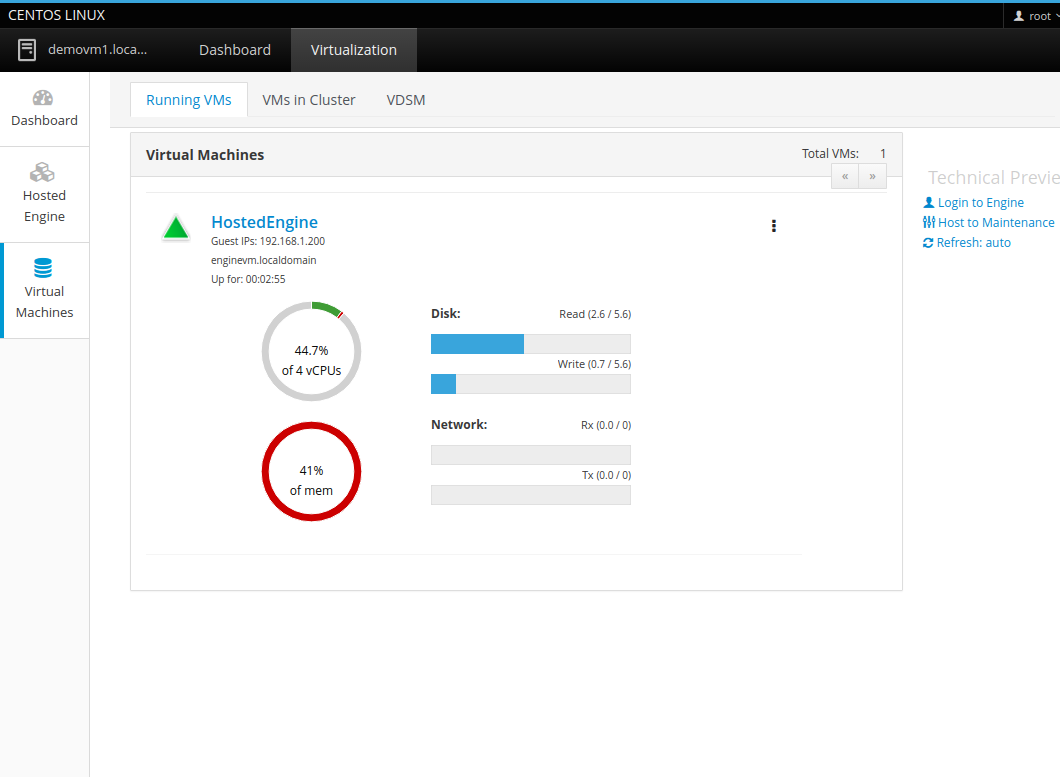 CENTOS LINUX
root
demovm1.loca...
Dashboard
Virtualization
Dashboard
Hosted
Engine
Virtual
Machines
Running VMs
VMs in Cluster
VDSM
Virtual Machines
Total VMs: 1
« »
HostedEngine
Guest IPs: 192.168.1.200
enginevm.localdomain
Up for: 00:02:55
44.7%
of 4 vCPUs
41%
of mem
Disk:
Read (2.6 / 5.6)
Write (0.7 / 5.6)
Network:
Rx (0.0 / 0)
Tx (0.0 / 0)
Technical Previe
Login to Engine
Host to Maintenance
Refresh: auto